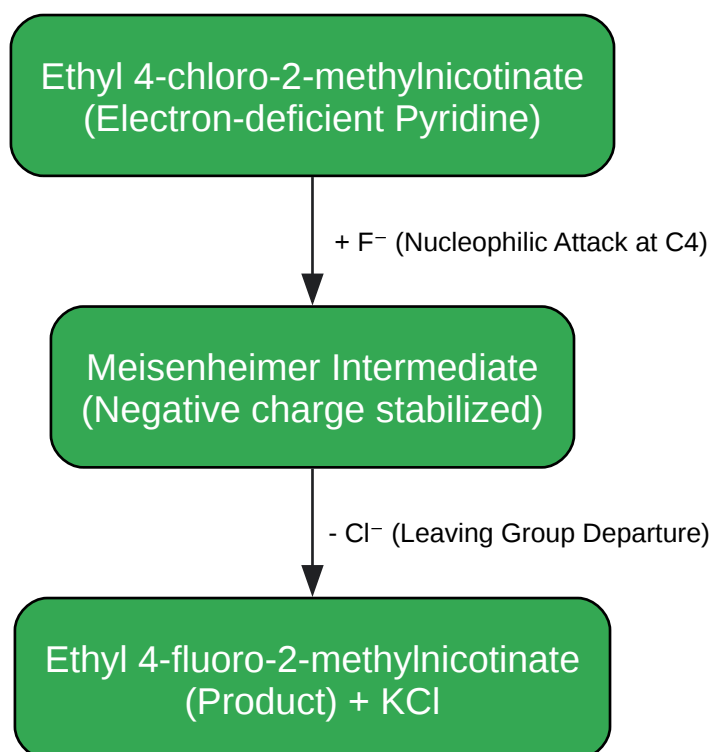 Ethyl 4-chloro-2-methylnicotinate
(Electron-deficient Pyridine)
+ F⁻ (Nucleophilic Attack at C4)
Meisenheimer Intermediate
(Negative charge stabilized)
- Cl⁻ (Leaving Group Departure)
Ethyl 4-fluoro-2-methylnicotinate
(Product) + KCl